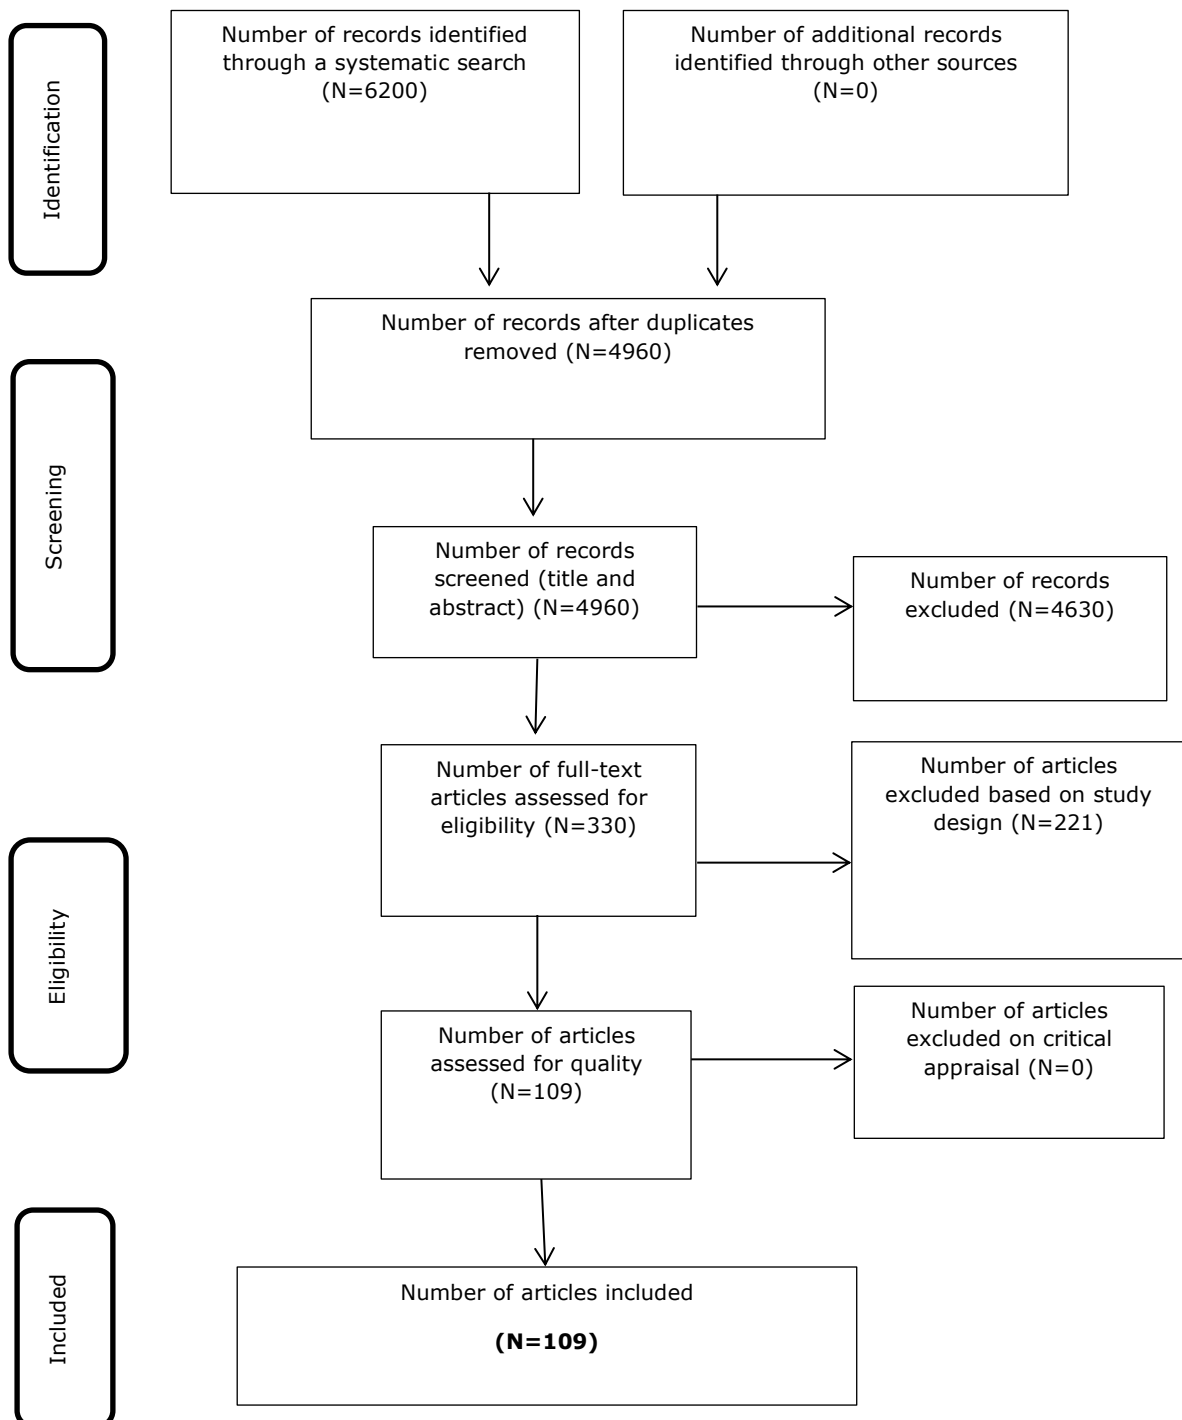 Identification
Number of records identified
through a systematic search
(N=6200)
Number of additional records
identified through other sources
(N=0)
Number of records after duplicates
removed (N=4960)
Screening
Number of records
screened (title and
abstract) (N=4960)
Number of records
excluded (N=4630)
Number of full-text
articles assessed for
eligibility (N=330)
Number of articles
excluded based on study
design (N=221)
Eligibility
Number of articles
assessed for quality
(N=109)
Number of articles
excluded on critical
appraisal (N=0)
Included
Number of articles included
(N=109)